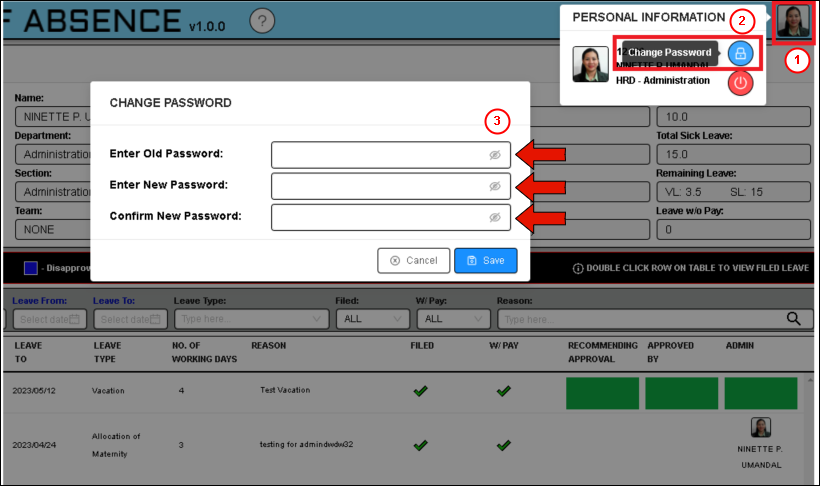 F ABSENCE v1.0.0 ?
PERSONAL INFORMATION
2
1
Change Password
NINETTE P. UMANDAL
HRD - Administration
CHANGE PASSWORD
3
Enter Old Password:
Enter New Password:
Confirm New Password:
Cancel
Save
Name:
NINETTE P. U
10.0
Department:
Total Sick Leave:
Administratio
15.0
Section:
Remaining Leave:
Administratio
VL: 3.5 SL: 15
Team:
Leave w/o Pay:
NONE
0
- Disapprov
DOUBLE CLICK ROW ON TABLE TO VIEW FILED LEAVE
Leave From: Leave To: Leave Type: Filed: W/ Pay: Reason:
Select date Select date Type here... ALL ALL Type here...
LEAVE TO
LEAVE TYPE
NO. OF WORKING DAYS
REASON
FILED
W/ PAY
RECOMMENDING APPROVAL
APPROVED BY
ADMIN
2023/05/12 Vacation 4 Test Vacation
2023/04/24 Allocation of Maternity 3 testing for admindwdw32
NINETTE P. UMANDAL